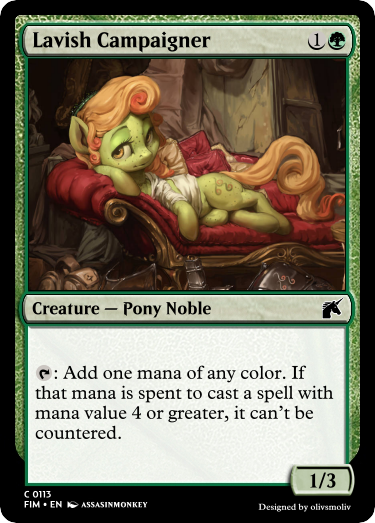 Lavish Campaigner 1
Creature — Pony Noble
: Add one mana of any color. If
that mana is spent to cast a spell with
mana value 4 or greater, it can't be
countered.
1/3
C 0113
FIM • EN ASSASINMONKEY
Designed by olivsmoliv